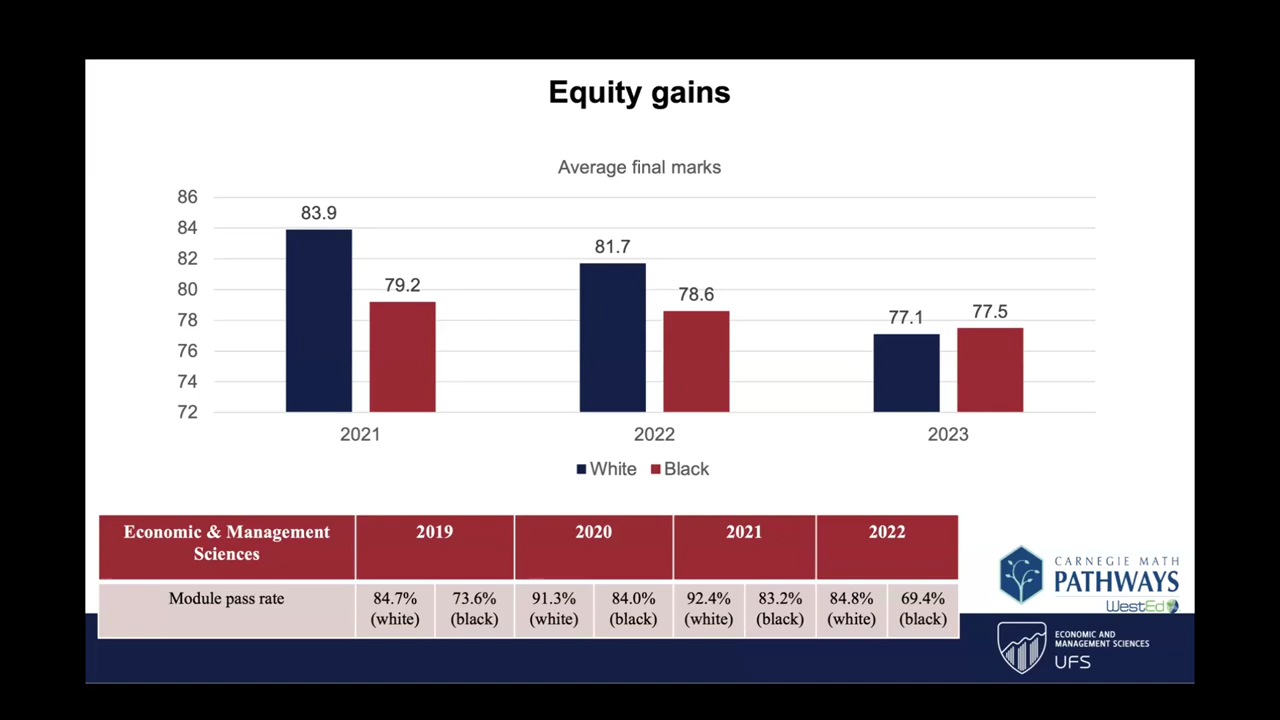 Equity gains
Average final marks
86
84
82
80
78
76
74
72
83.9
79.2
81.7
78.6
77.1
77.5
2021
2022
2023
White
Black
Economic & Management
Sciences
2019
2020
2021
2022
Module pass rate
84.7%
(white)
73.6%
(black)
91.3%
(white)
84.0%
(black)
92.4%
(white)
83.2%
(black)
84.8%
(white)
69.4%
(black)
CARNEGIE MATH
PATHWAYS
WestEd
ECONOMIC AND
MANAGEMENT SCIENCES
UFS